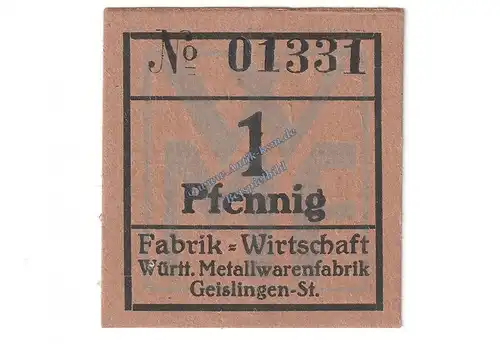 No 01331
1
Pfennig
Fabrik = Wirtschaft
Württ. Metallwarenfabrik
Geislingen-St.